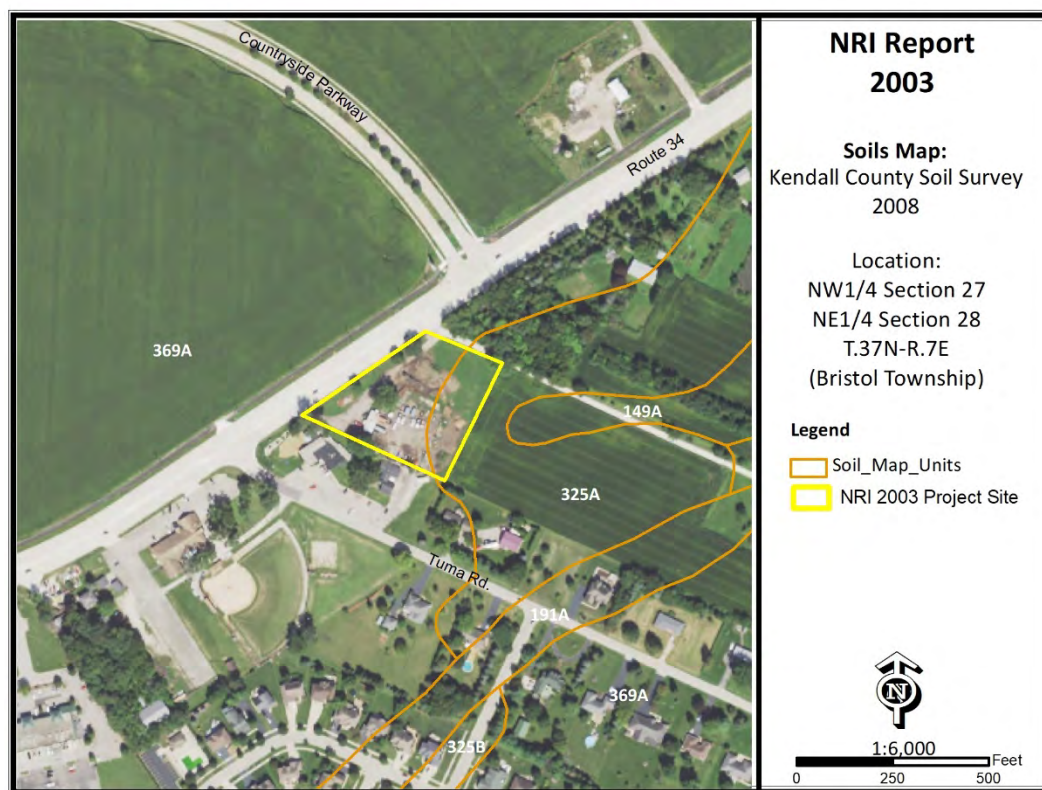 Countryside Parkway
Route 34
369A
149A
325A
Tuma Rd.
191A
369A
325B
NRI Report
2003
Soils Map:
Kendall County Soil Survey
2008
Location:
NW1/4 Section 27
NE1/4 Section 28
T.37N-R.7E
(Bristol Township)
Legend
Soil_Map_Units
NRI 2003 Project Site
N
1:6,000
Feet
0 250 500